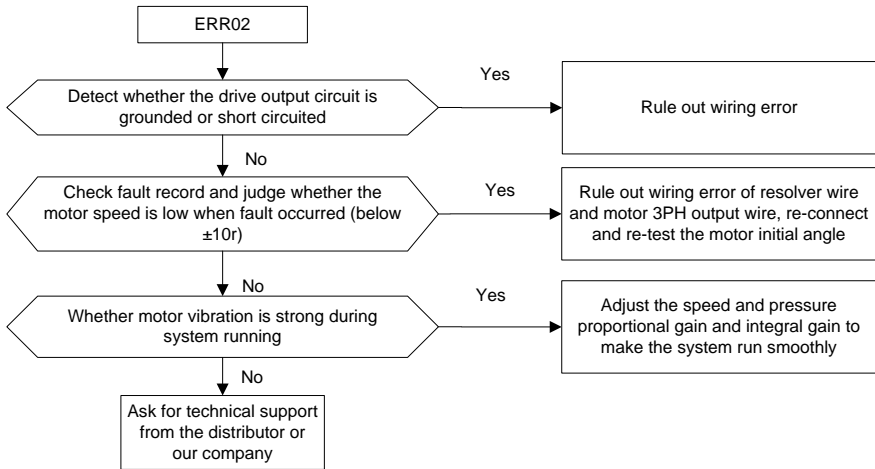 ERR02
Detect whether the drive output circuit is
grounded or short circuited
Yes
Rule out wiring error
No
Check fault record and judge whether the
motor speed is low when fault occurred (below
±10r)
Yes
Rule out wiring error of resolver wire
and motor 3PH output wire, re-connect
and re-test the motor initial angle
No
Whether motor vibration is strong during
system running
Yes
Adjust the speed and pressure
proportional gain and integral gain to
make the system run smoothly
No
Ask for technical support
from the distributor or
our company